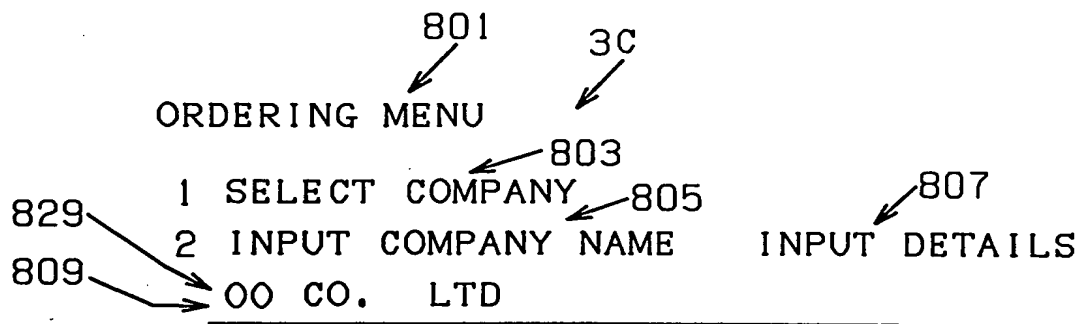 801
3C
ORDERING MENU
803
1 SELECT COMPANY
805
807
829
2 INPUT COMPANY NAME INPUT DETAILS
809
OO CO. LTD